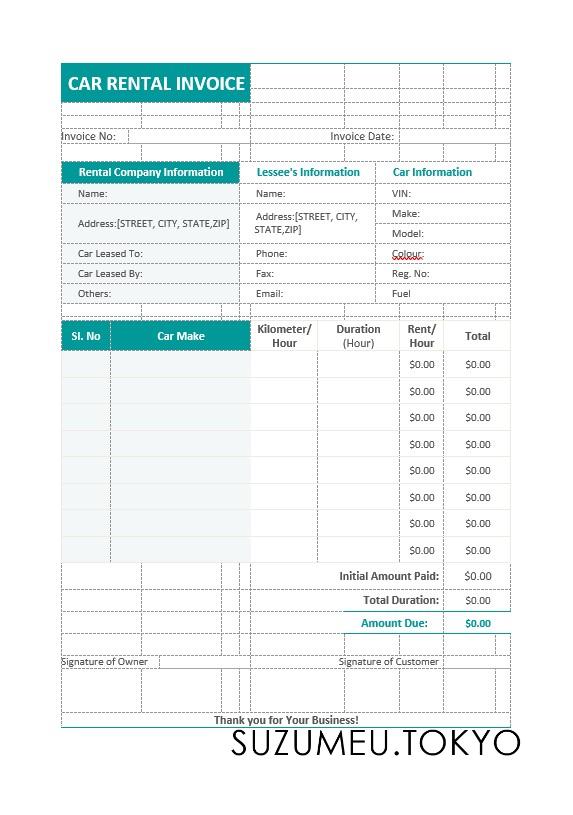 CAR RENTAL INVOICE
Invoice No: Invoice Date:
Rental Company Information Lessee's Information Car Information
Name: Name: VIN:
Address:[STREET, CITY, STATE,ZIP] Address:[STREET, CITY, STATE,ZIP] Make:
Model:
Car Leased To: Phone: Colour:
Car Leased By: Fax: Reg. No:
Others: Email: Fuel
SI. No Car Make Kilometer/ Hour Duration (Hour) Rent/ Hour Total
$0.00 $0.00
$0.00 $0.00
$0.00 $0.00
$0.00 $0.00
$0.00 $0.00
$0.00 $0.00
$0.00 $0.00
$0.00 $0.00
Initial Amount Paid: $0.00
Total Duration: $0.00
Amount Due: $0.00
Signature of Owner Signature of Customer
Thank you for Your Business!
SUZUMEU.TOKYO